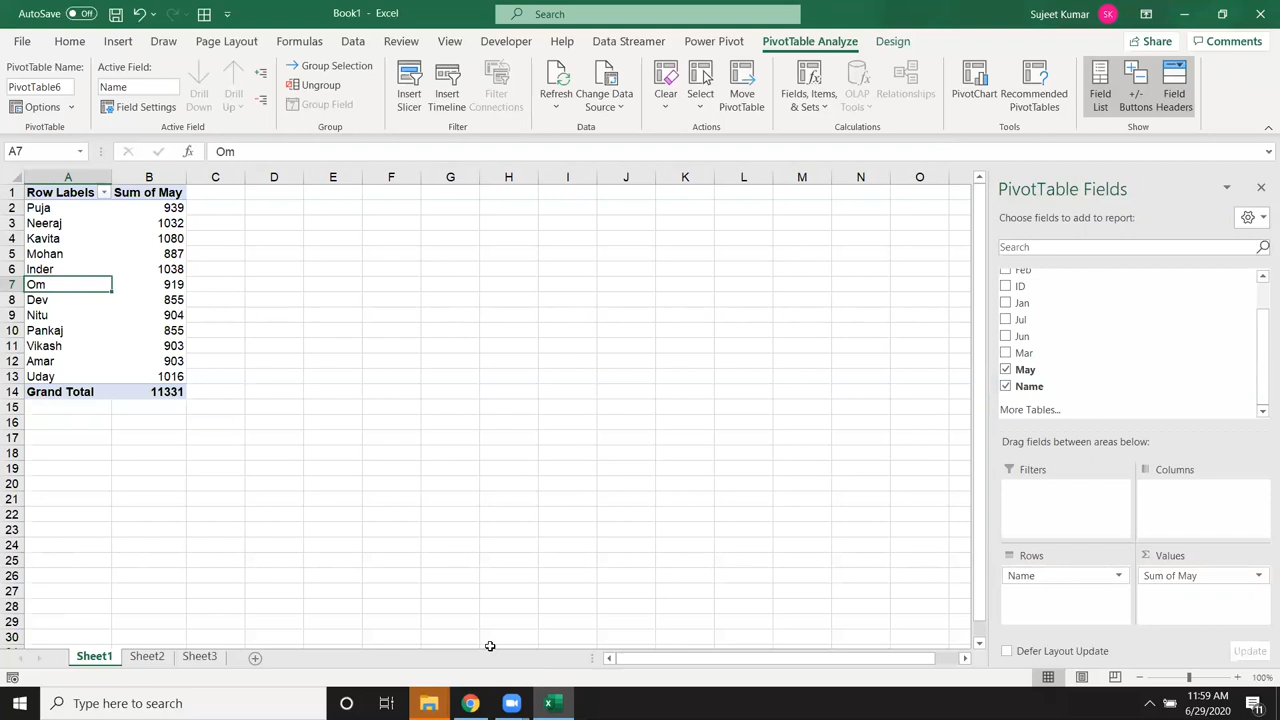 AutoSave Off Book1 - Excel Search Sujeet Kumar SK
File Home Insert Draw Page Layout Formulas Data Review View Developer Help Data Streamer Power Pivot PivotTable Analyze Design Share Comments
PivotTable Name:
PivotTable6
Options
PivotTable
Active Field:
Name
Field Settings
Drill Down
Drill Up
Active Field
Group Selection
Ungroup
Group Field
Group
Insert Slicer
Insert Timeline
Filter Connections
Filter
Refresh
Change Data Source
Data
Clear
Select
Move PivotTable
Actions
Fields, Items, & Sets
OLAP Tools
Relationships
Calculations
PivotChart
Recommended PivotTables
Tools
Field List
+/- Buttons
Field Headers
Show
A7 fx Om
A B C D E F G H I J K L M N O
1 Row Labels Sum of May
2 Puja 939
3 Neeraj 1032
4 Kavita 1080
5 Mohan 887
6 Inder 1038
7 Om 919
8 Dev 855
9 Nitu 904
10 Pankaj 855
11 Vikash 903
12 Amar 903
13 Uday 1016
14 Grand Total 11331
15
16
17
18
19
20
21
22
23
24
25
26
27
28
29
30
PivotTable Fields
Choose fields to add to report:
Search
Feb
ID
Jan
Jul
Jun
Mar
May
Name
More Tables...
Drag fields between areas below:
Filters Columns
Rows Σ Values
Name Sum of May
Defer Layout Update Update
Sheet1 Sheet2 Sheet3
100%
Type here to search
11:59 AM
6/29/2020
11